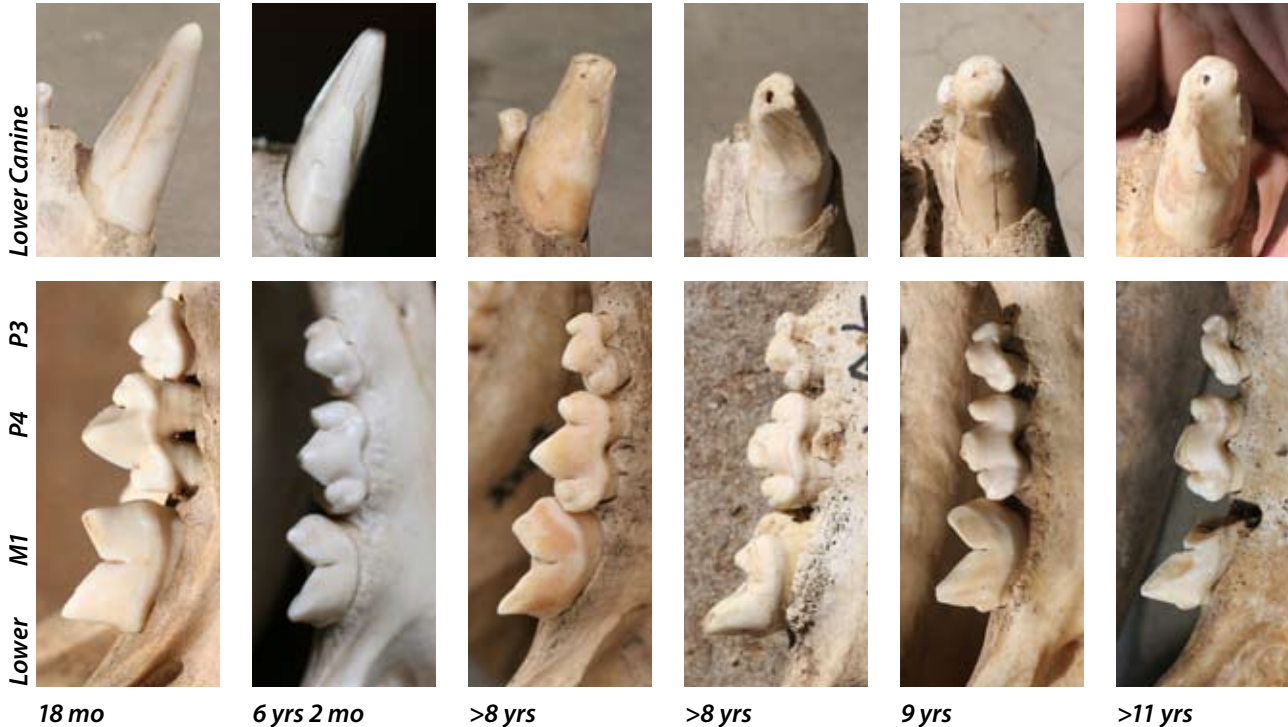 Lower Canine
P3
P4
M1
Lower
18 mo
6 yrs 2 mo
>8 yrs
>8 yrs
9 yrs
>11 yrs